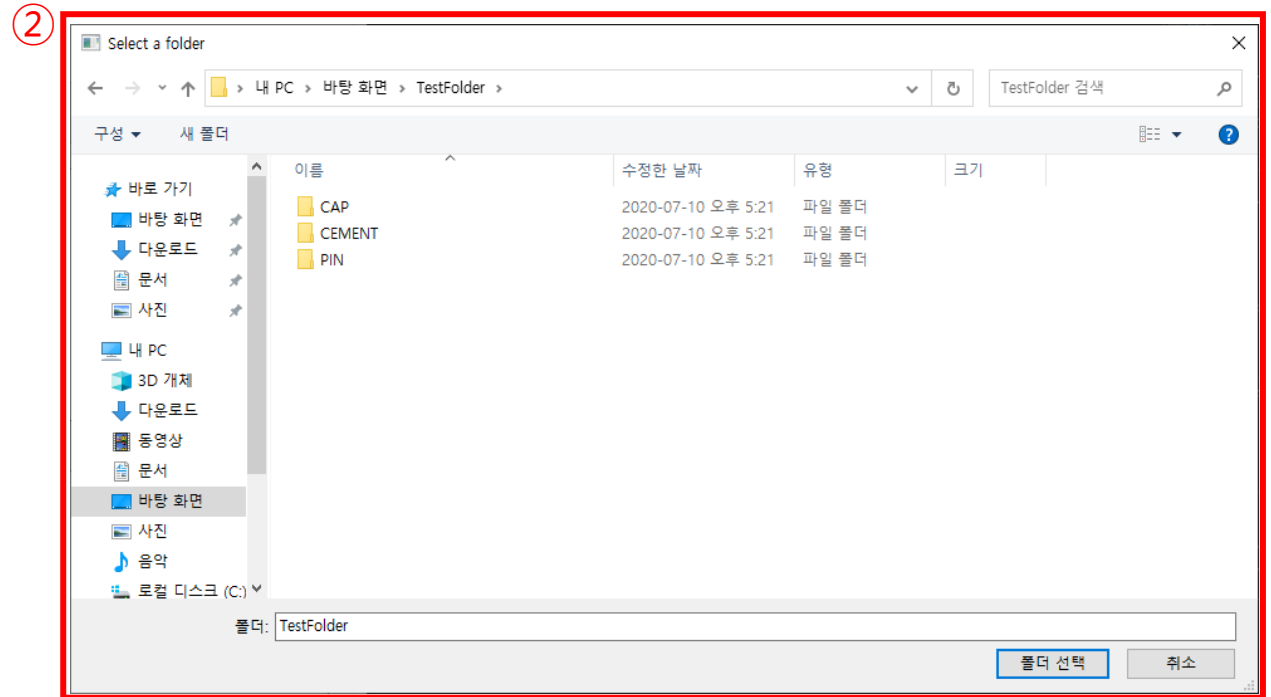 ②
Select a folder
내 PC > 바탕 화면 > TestFolder >
TestFolder 검색
구성
새 폴더
이름 수정한 날짜 유형 크기
CAP 2020-07-10 오후 5:21 파일 폴더
CEMENT 2020-07-10 오후 5:21 파일 폴더
PIN 2020-07-10 오후 5:21 파일 폴더
바로 가기
바탕 화면
다운로드
문서
사진
내 PC
3D 개체
다운로드
동영상
문서
바탕 화면
사진
음악
로컬 디스크 (C:)
폴더: TestFolder
폴더 선택 취소